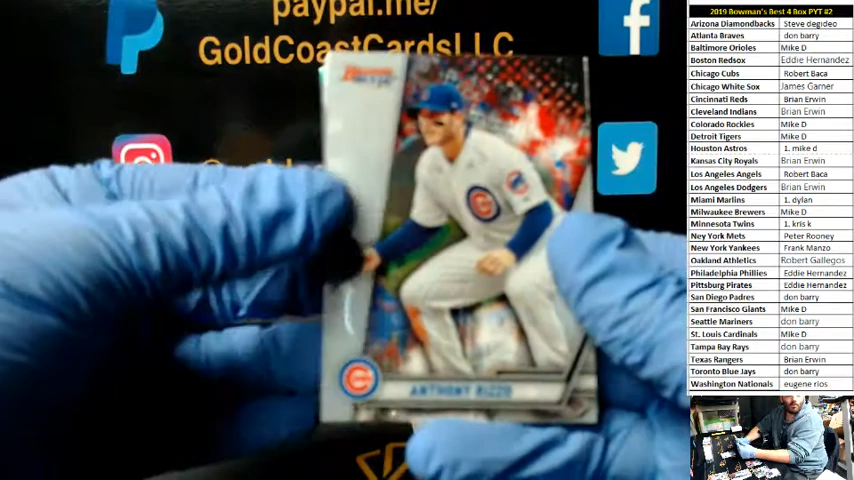 paypal.me/
GoldCoastCardsLLC
ANTHONY RIZZO
2019 Bowman's Best 4 Box PYT #2
Arizona Diamondbacks Steve degideo
Atlanta Braves don barry
Baltimore Orioles Mike D
Boston Redsox Eddie Hernandez
Chicago Cubs Robert Baca
Chicago White Sox James Garner
Cincinnati Reds Brian Erwin
Cleveland Indians Brian Erwin
Colorado Rockies Mike D
Detroit Tigers Mike D
Houston Astros 1. mike d
Kansas City Royals Brian Erwin
Los Angeles Angels Robert Baca
Los Angeles Dodgers Brian Erwin
Miami Marlins 1. dylan
Milwaukee Brewers Mike D
Minnesota Twins 1. kris k
Ney York Mets Peter Rooney
New York Yankees Frank Manzo
Oakland Athletics Robert Gallegos
Philadelphia Phillies Eddie Hernandez
Pittsburg Pirates Eddie Hernandez
San Diego Padres don barry
San Francisco Giants Mike D
Seattle Mariners don barry
St. Louis Cardinals Mike D
Tampa Bay Rays don barry
Texas Rangers Brian Erwin
Toronto Blue Jays don barry
Washington Nationals eugene rios